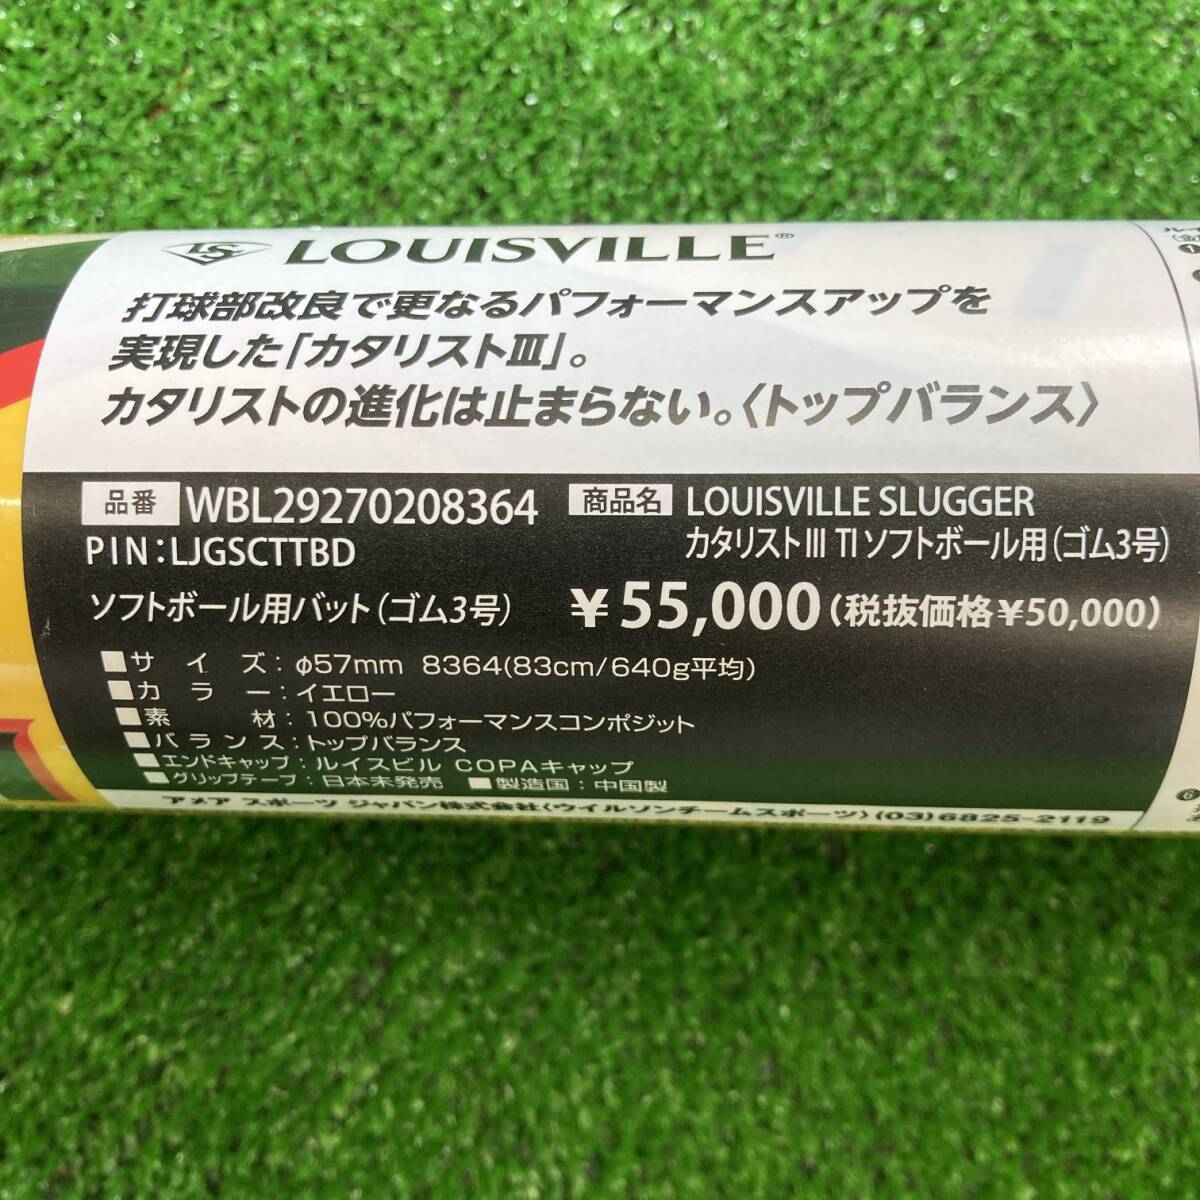 LS LOUISVILLE®
打球部改良で更なるパフォーマンスアップを
実現した「カタリストⅢ」。
カタリストの進化は止まらない。〈トップバランス〉
品番 WBL29270208364 商品名 LOUISVILLE SLUGGER
PIN:LJGSCTTBD カタリストⅢ TI ソフトボール用(ゴム3号)
ソフトボール用バット(ゴム3号) ¥55,000(税抜価格¥50,000)
■サイズ:φ57mm 8364(83cm/640g平均)
■カラー:イエロー
■素材:100%パフォーマンスコンポジット
■バランス:トップバランス
■エンドキャップ:ルイスビル COPAキャップ
■グリップテープ:日本未発売 ■製造国:中国製
アメア スポーツ ジャパン株式会社(ウイルソンチームスポーツ)(03)6825-2119